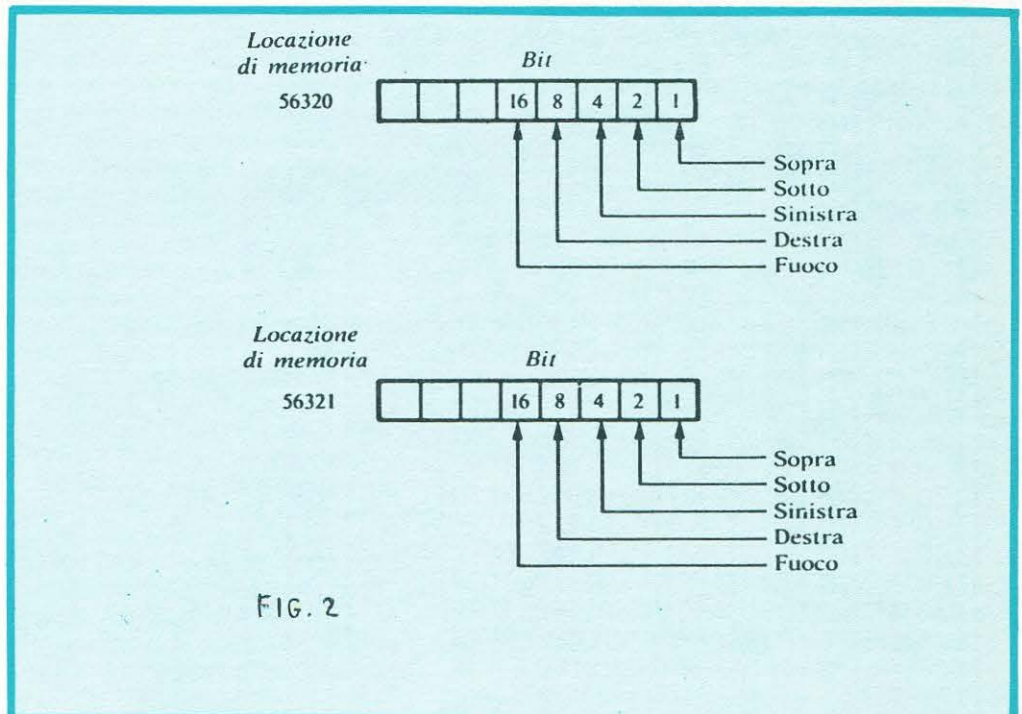 Locazione
di memoria
Bit
56320
16 8 4 2 1
Sopra
Sotto
Sinistra
Destra
Fuoco
Locazione
di memoria
Bit
56321
16 8 4 2 1
Sopra
Sotto
Sinistra
Destra
Fuoco
FIG. 2